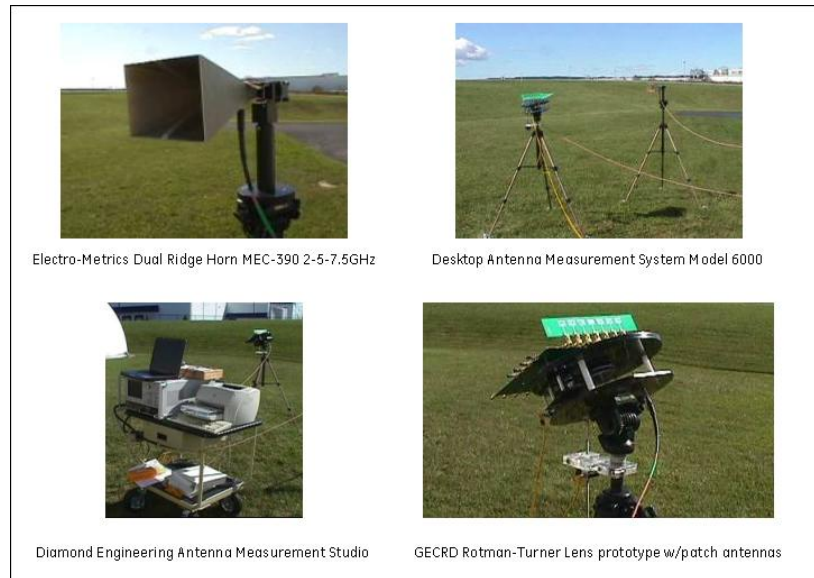 Electro-Metrics Dual Ridge Horn MEC-390 2-5-7.5GHz
Desktop Antenna Measurement System Model 6000
Diamond Engineering Antenna Measurement Studio
GECRD Rotman-Turner Lens prototype w/patch antennas